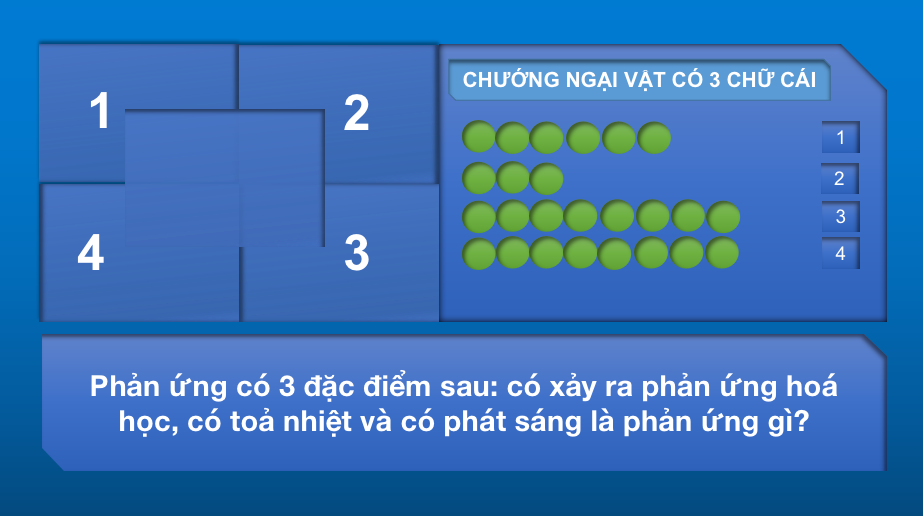 1
2
4
3
CHƯỚNG NGẠI VẬT CÓ 3 CHỮ CÁI
1
2
3
4
Phản ứng có 3 đặc điểm sau: có xảy ra phản ứng hoá
học, có toả nhiệt và có phát sáng là phản ứng gì?